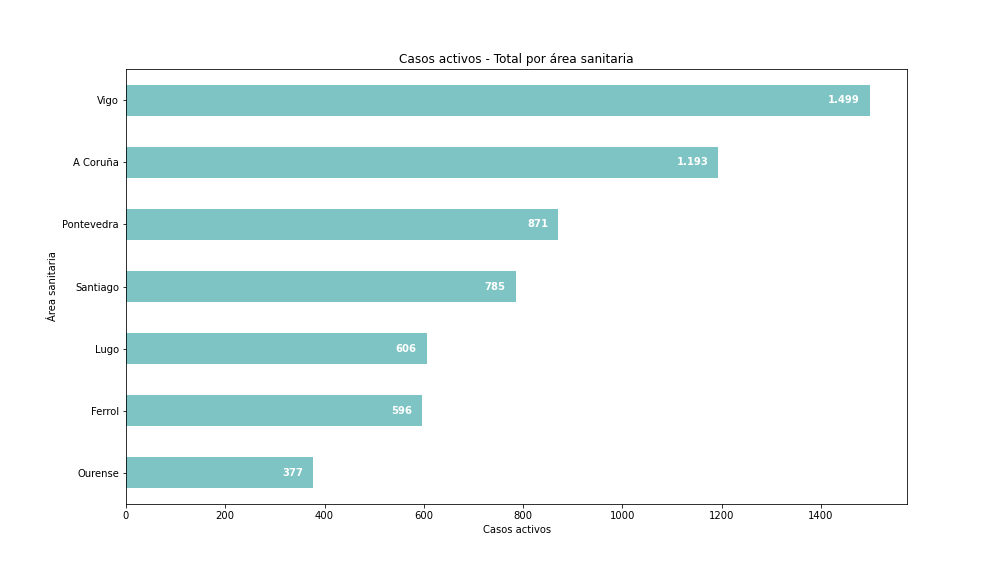 Casos activos - Total por área sanitaria
Vigo 1.499
A Coruña 1.193
Pontevedra 871
Santiago 785
Lugo 606
Ferrol 596
Ourense 377
Área sanitaria
0 200 400 600 800 1000 1200 1400
Casos activos